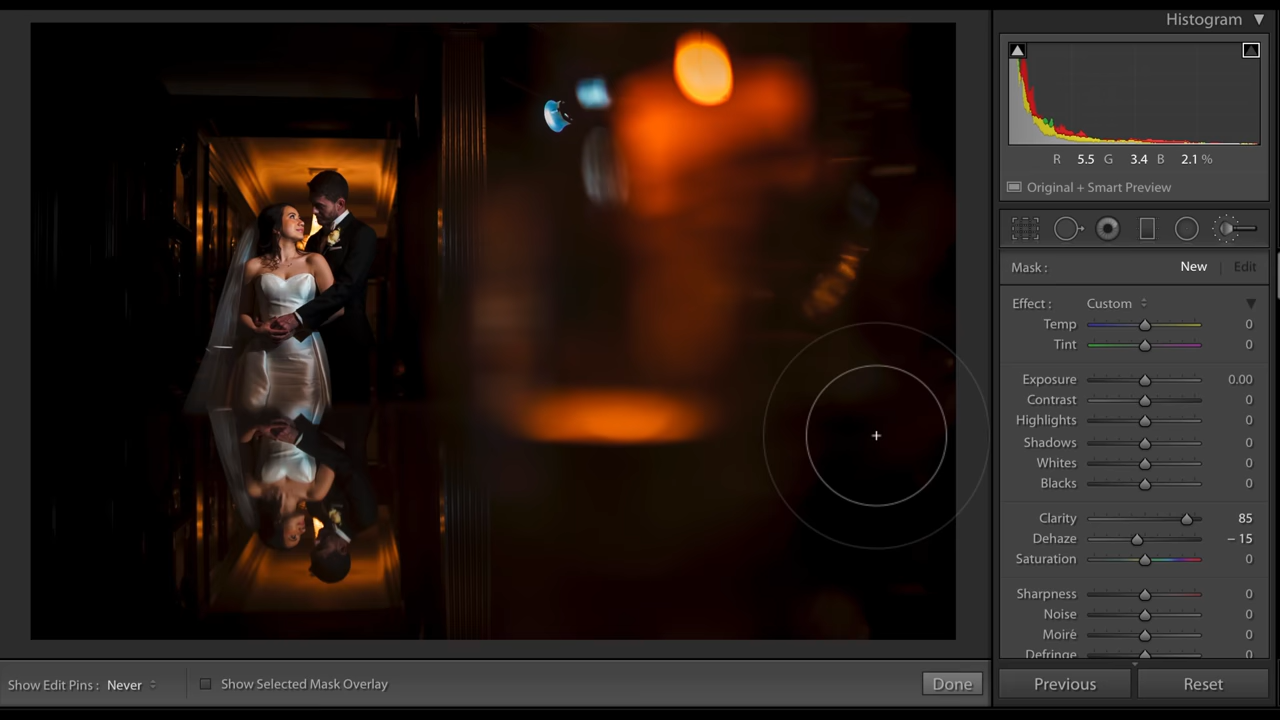 Histogram
R 5.5 G 3.4 B 2.1 %
Original + Smart Preview
Mask : New | Edit
Effect : Custom
Temp 0
Tint 0
Exposure 0.00
Contrast 0
Highlights 0
Shadows 0
Whites 0
Blacks 0
Clarity 85
Dehaze – 15
Saturation 0
Sharpness 0
Noise 0
Moiré 0
Defringe 0
Show Edit Pins : Never
Show Selected Mask Overlay
Done
Previous
Reset